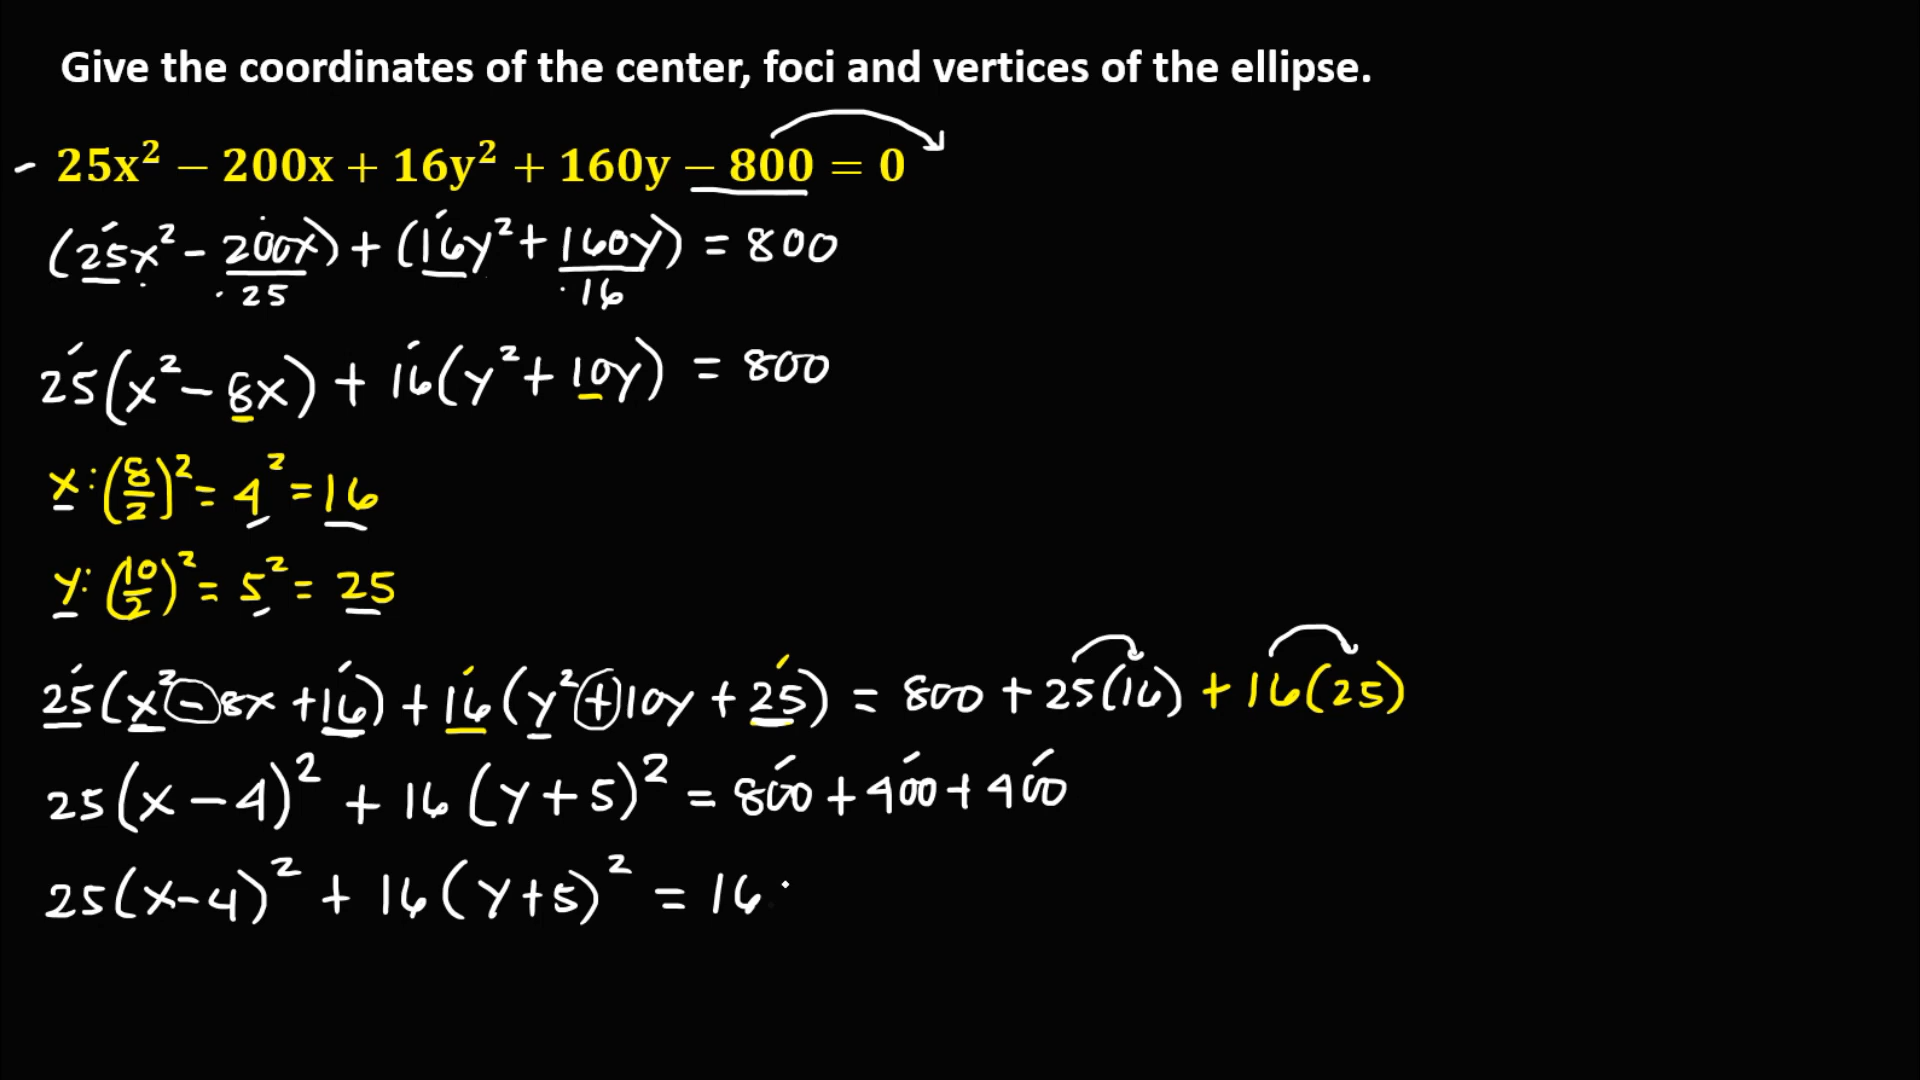 Give the coordinates of the center, foci and vertices of the ellipse.
25x² − 200x + 16y² + 160y − 800 = 0
(25x² - 200x) + (16y² + 160y) = 800
25 16
25(x² - 8x) + 16(y² + 10y) = 800
x: (8/2)² = 4² = 16
y: (10/2)² = 5² = 25
25(x² - 8x + 16) + 16(y² + 10y + 25) = 800 + 25(16) + 16(25)
25(x - 4)² + 16(y + 5)² = 800 + 400 + 400
25(x - 4)² + 16(y + 5)² = 16